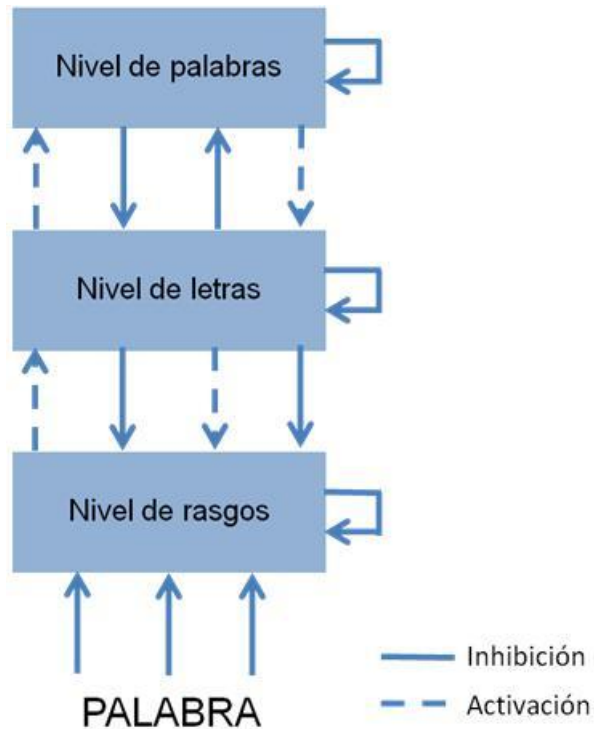 Nivel de palabras
Nivel de letras
Nivel de rasgos
PALABRA
Inhibición
Activación